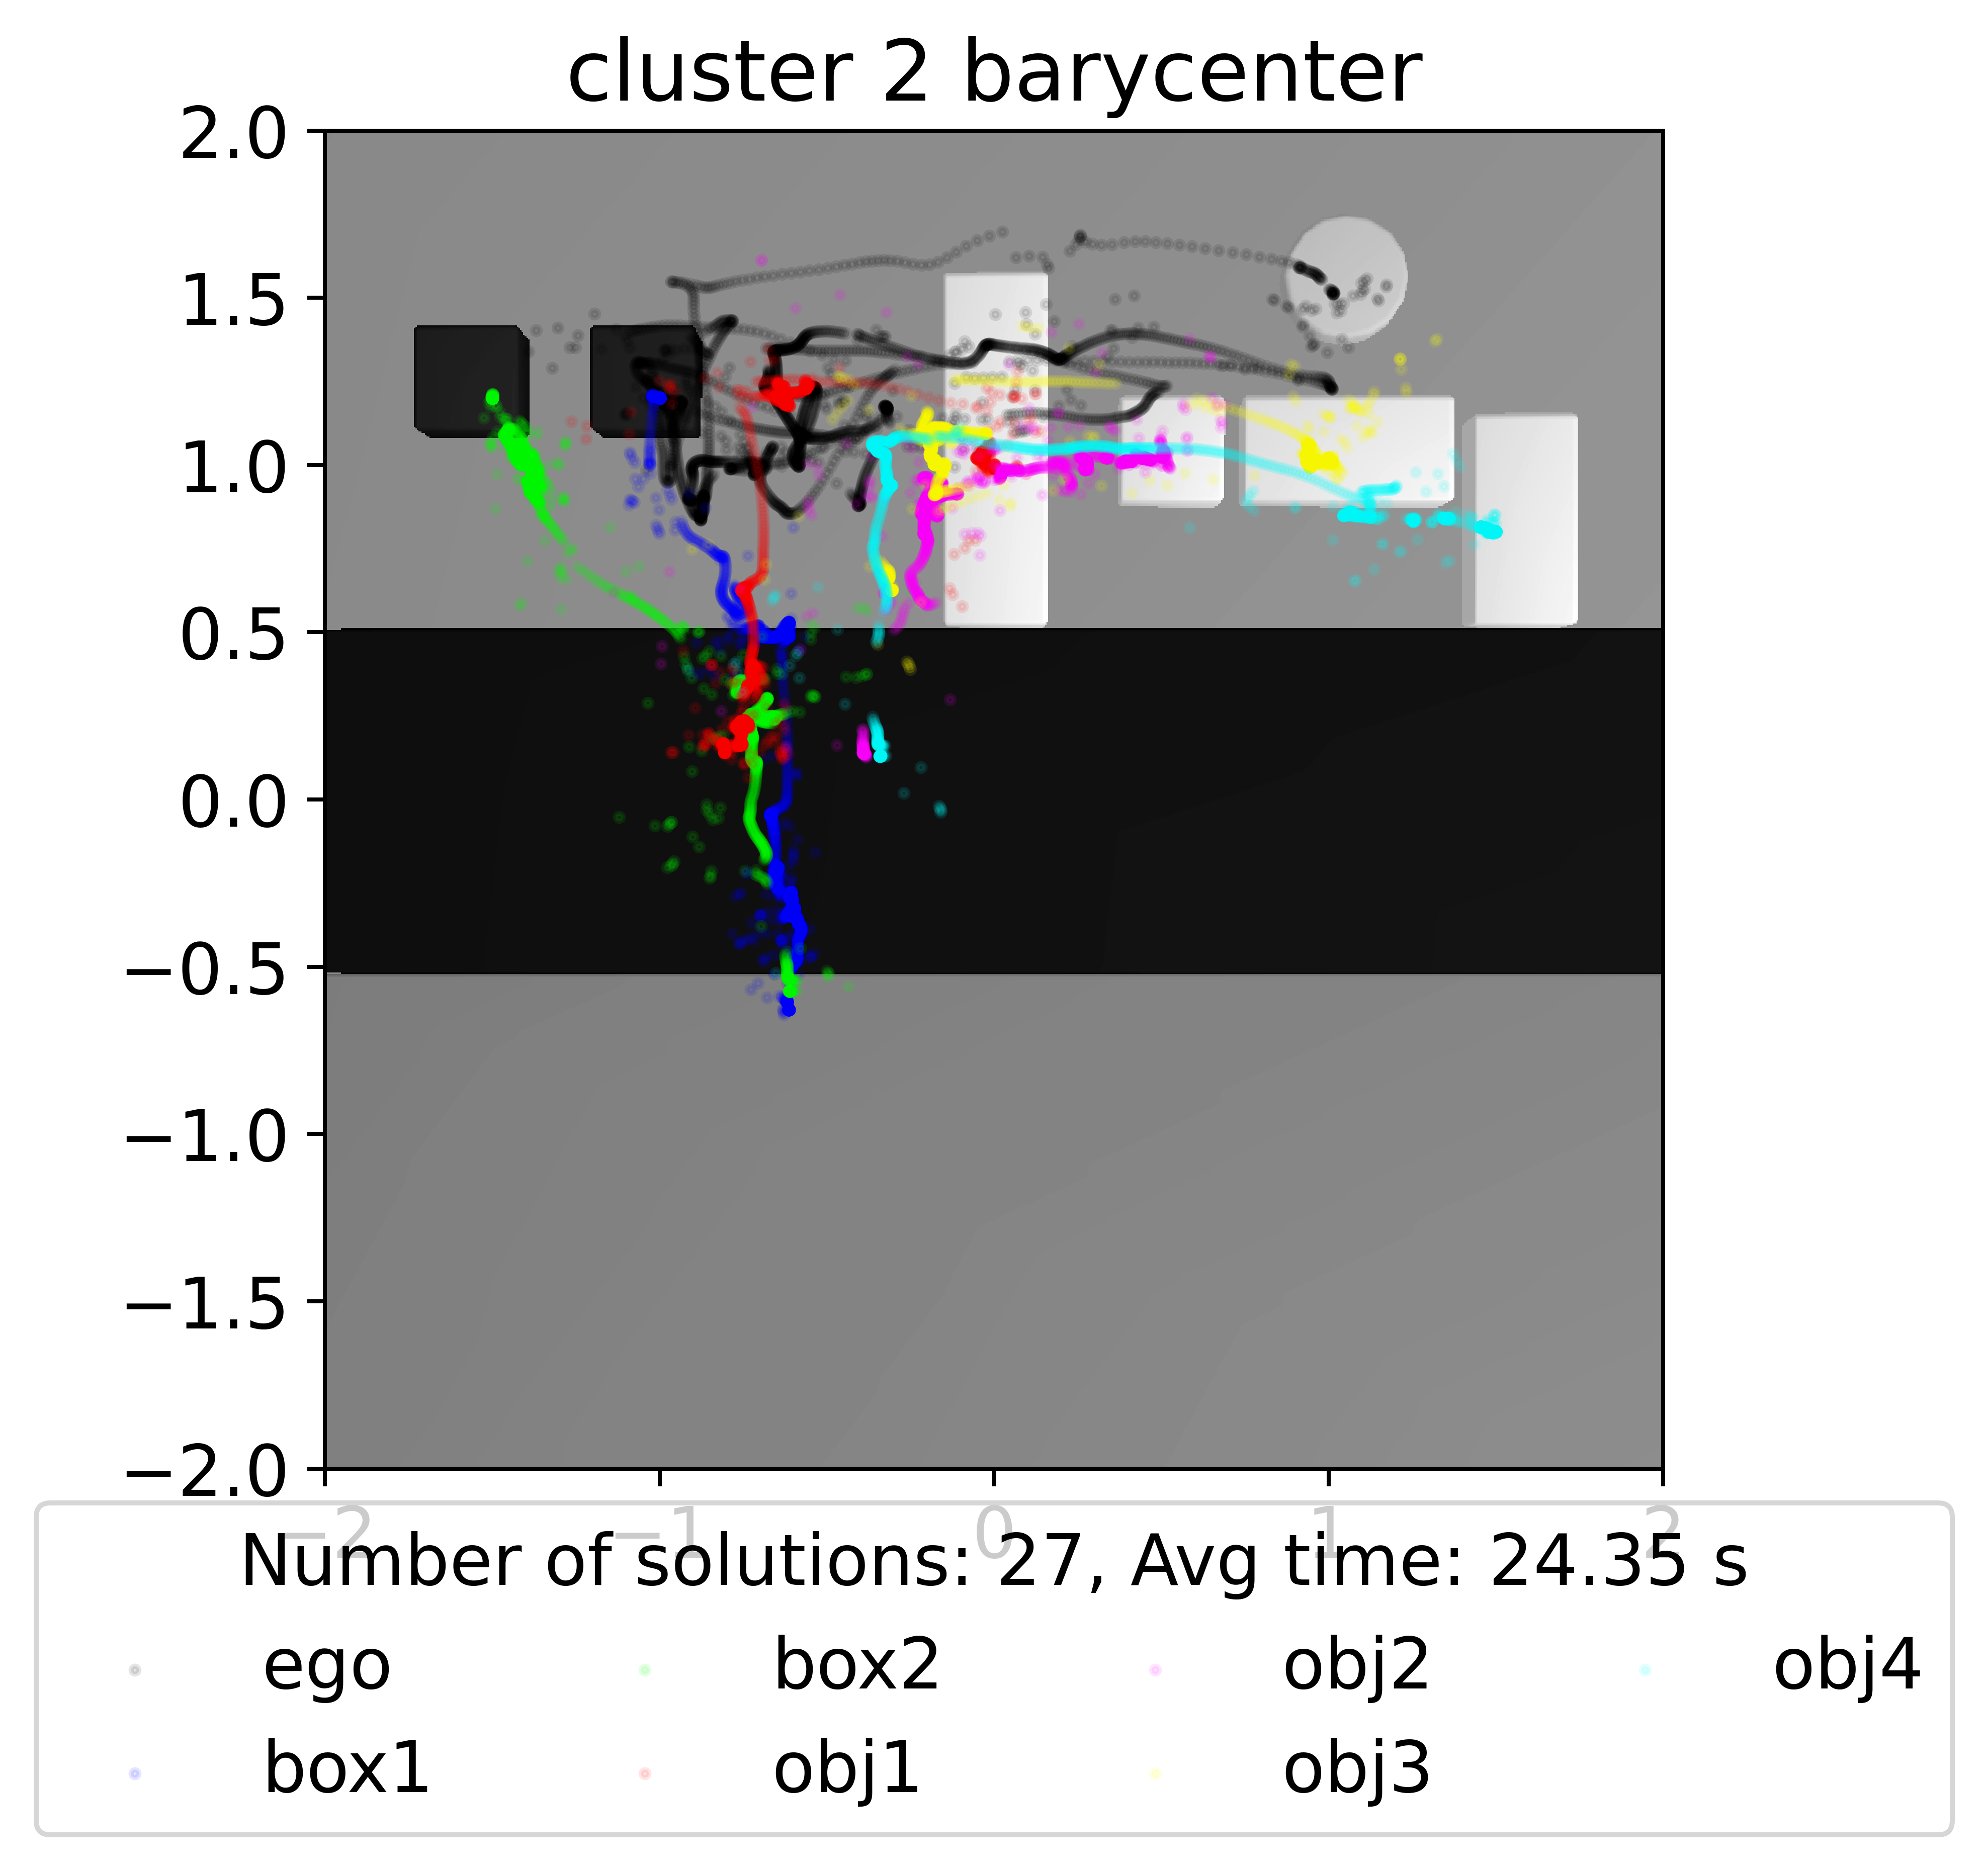 cluster 2 barycenter
2.0
1.5
1.0
0.5
0.0
−0.5
−1.0
−1.5
−2.0
−2 −1 0 1 2
Number of solutions: 27, Avg time: 24.35 s
ego box2 obj2 obj4
box1 obj1 obj3